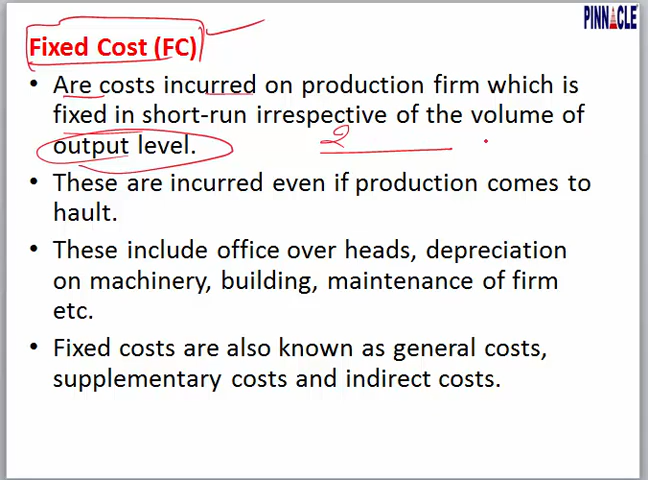 PINNACLE
Fixed Cost (FC)
• Are costs incurred on production firm which is
fixed in short-run irrespective of the volume of
output level.
2
• These are incurred even if production comes to
hault.
• These include office over heads, depreciation
on machinery, building, maintenance of firm
etc.
• Fixed costs are also known as general costs,
supplementary costs and indirect costs.